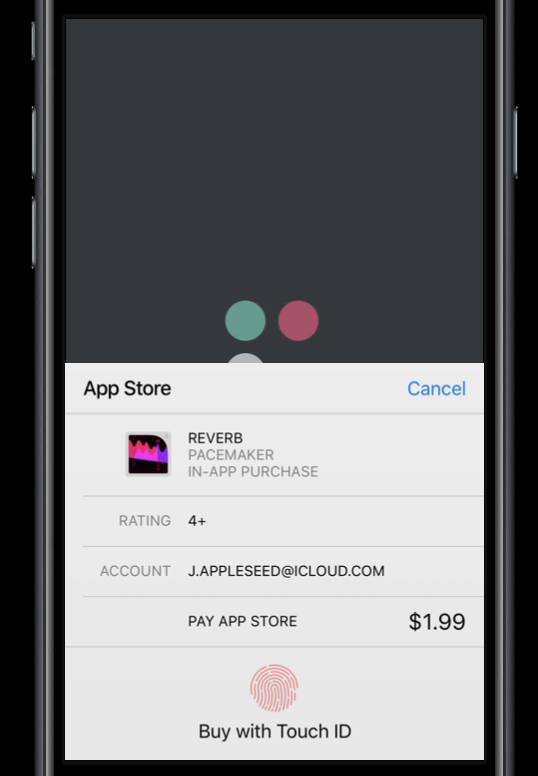 App Store
Cancel
REVERB
PACEMAKER
IN-APP PURCHASE
RATING 4+
ACCOUNT J.APPLESEED@ICLOUD.COM
PAY APP STORE $1.99
Buy with Touch ID